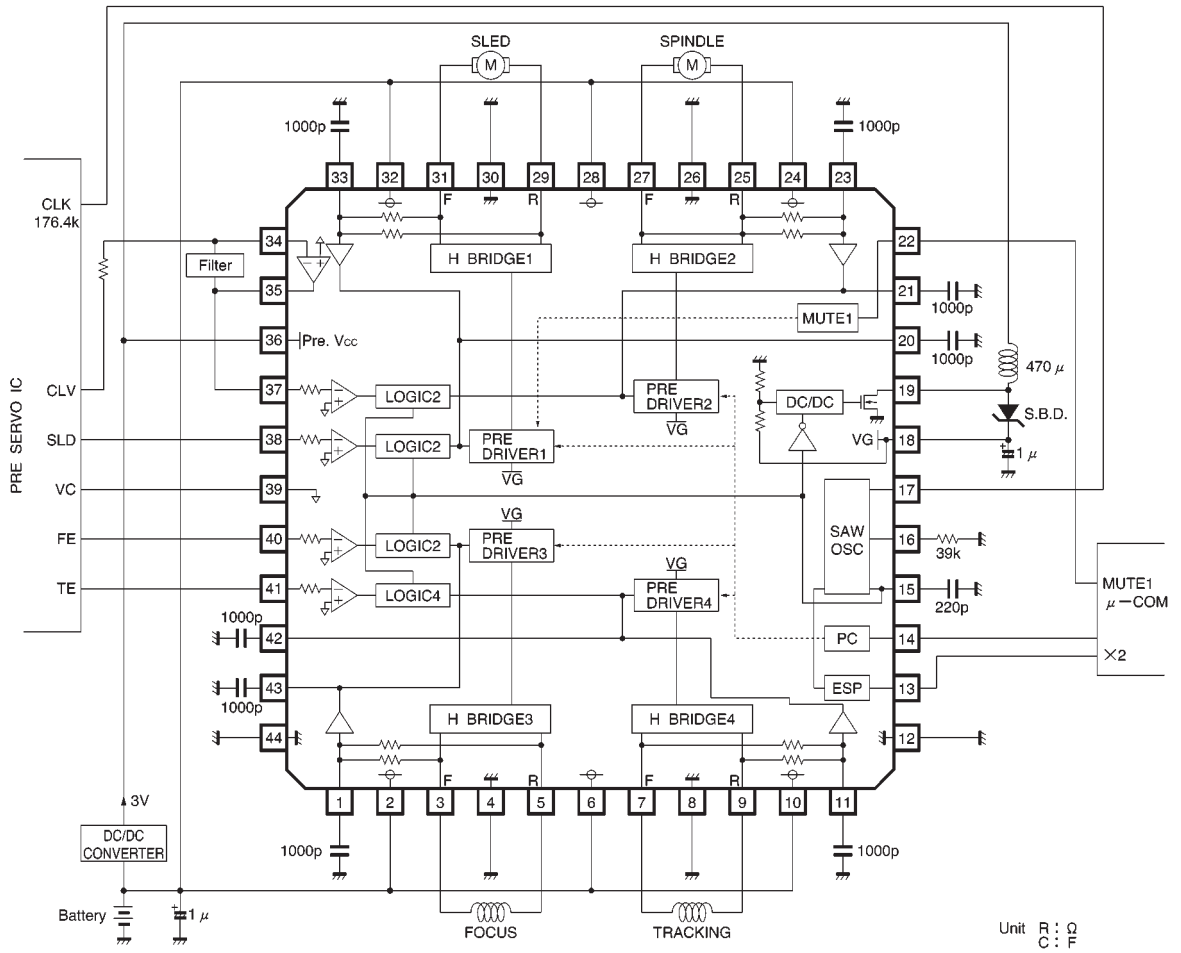 SLED
SPINDLE
M
M
1000p
1000p
33
32
31
30
29
28
27
26
25
24
23
F
R
F
R
CLK
176.4k
34
H BRIDGE1
H BRIDGE2
22
Filter
− +
35
21
1000p
MUTE1
36
Pre. Vcc
20
1000p
470 μ
CLV
37
− +
LOGIC2
PRE DRIVER2
VG
DC/DC
19
S.B.D.
SLD
38
− +
LOGIC2
PRE DRIVER1
VG
VG
18
+
1 μ
PRE SERVO IC
VC
39
17
SAW OSC
FE
40
− +
LOGIC2
VG
PRE DRIVER3
16
39k
TE
41
− +
LOGIC4
VG
PRE DRIVER4
15
220p
MUTE1
μ-COM
×2
1000p
42
PC
14
43
1000p
ESP
13
H BRIDGE3
H BRIDGE4
44
12
F
R
F
R
1
2
3
4
5
6
7
8
9
10
11
3V
DC/DC CONVERTER
1000p
1000p
Battery
+
1 μ
FOCUS
TRACKING
Unit R : Ω
C : F